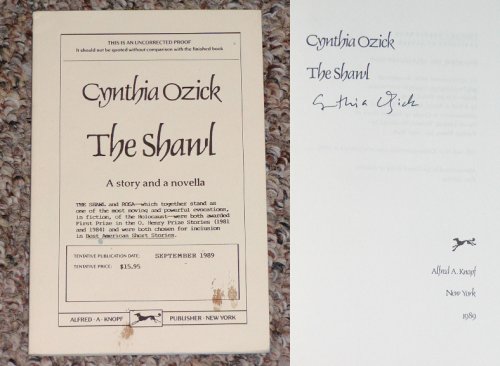 THIS IS AN UNCORRECTED PROOF
It should not be quoted without comparison with the finished book
Cynthia Ozick
The Shawl
A story and a novella
THE SHAWL and ROSA—which together stand as
one of the most moving and powerful evocations,
in fiction, of the Holocaust—were both awarded
First Prize in the O. Henry Prize Stories (1981
and 1984) and were both chosen for inclusion
in Best American Short Stories.
TENTATIVE PUBLICATION DATE: SEPTEMBER 1989
TENTATIVE PRICE: $15.95
ALFRED · A · KNOPF PUBLISHER · NEW YORK
Cynthia Ozick
The Shawl
Cynthia Ozick
Alfred A. Knopf
New York
1989